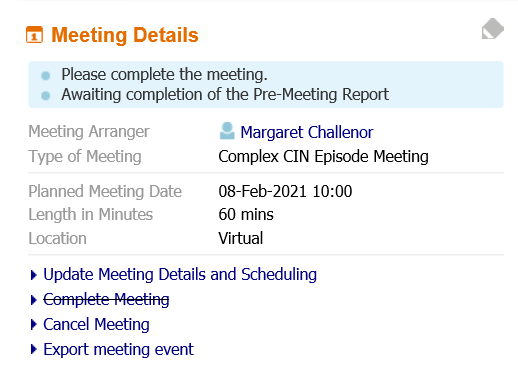 1 Meeting Details
Please complete the meeting.
Awaiting completion of the Pre-Meeting Report
Meeting Arranger Margaret Challenor
Type of Meeting Complex CIN Episode Meeting
Planned Meeting Date 08-Feb-2021 10:00
Length in Minutes 60 mins
Location Virtual
Update Meeting Details and Scheduling
Complete Meeting
Cancel Meeting
Export meeting event